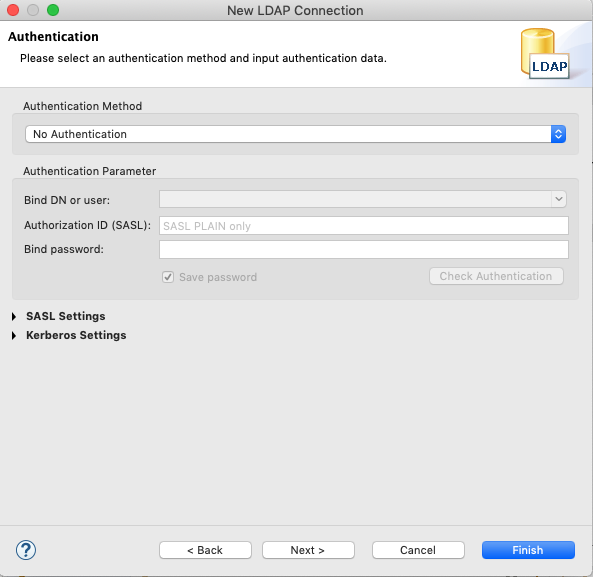 New LDAP Connection
Authentication
Please select an authentication method and input authentication data.
LDAP
Authentication Method
No Authentication
Authentication Parameter
Bind DN or user:
Authorization ID (SASL): SASL PLAIN only
Bind password:
Save password Check Authentication
SASL Settings
Kerberos Settings
? < Back Next > Cancel Finish